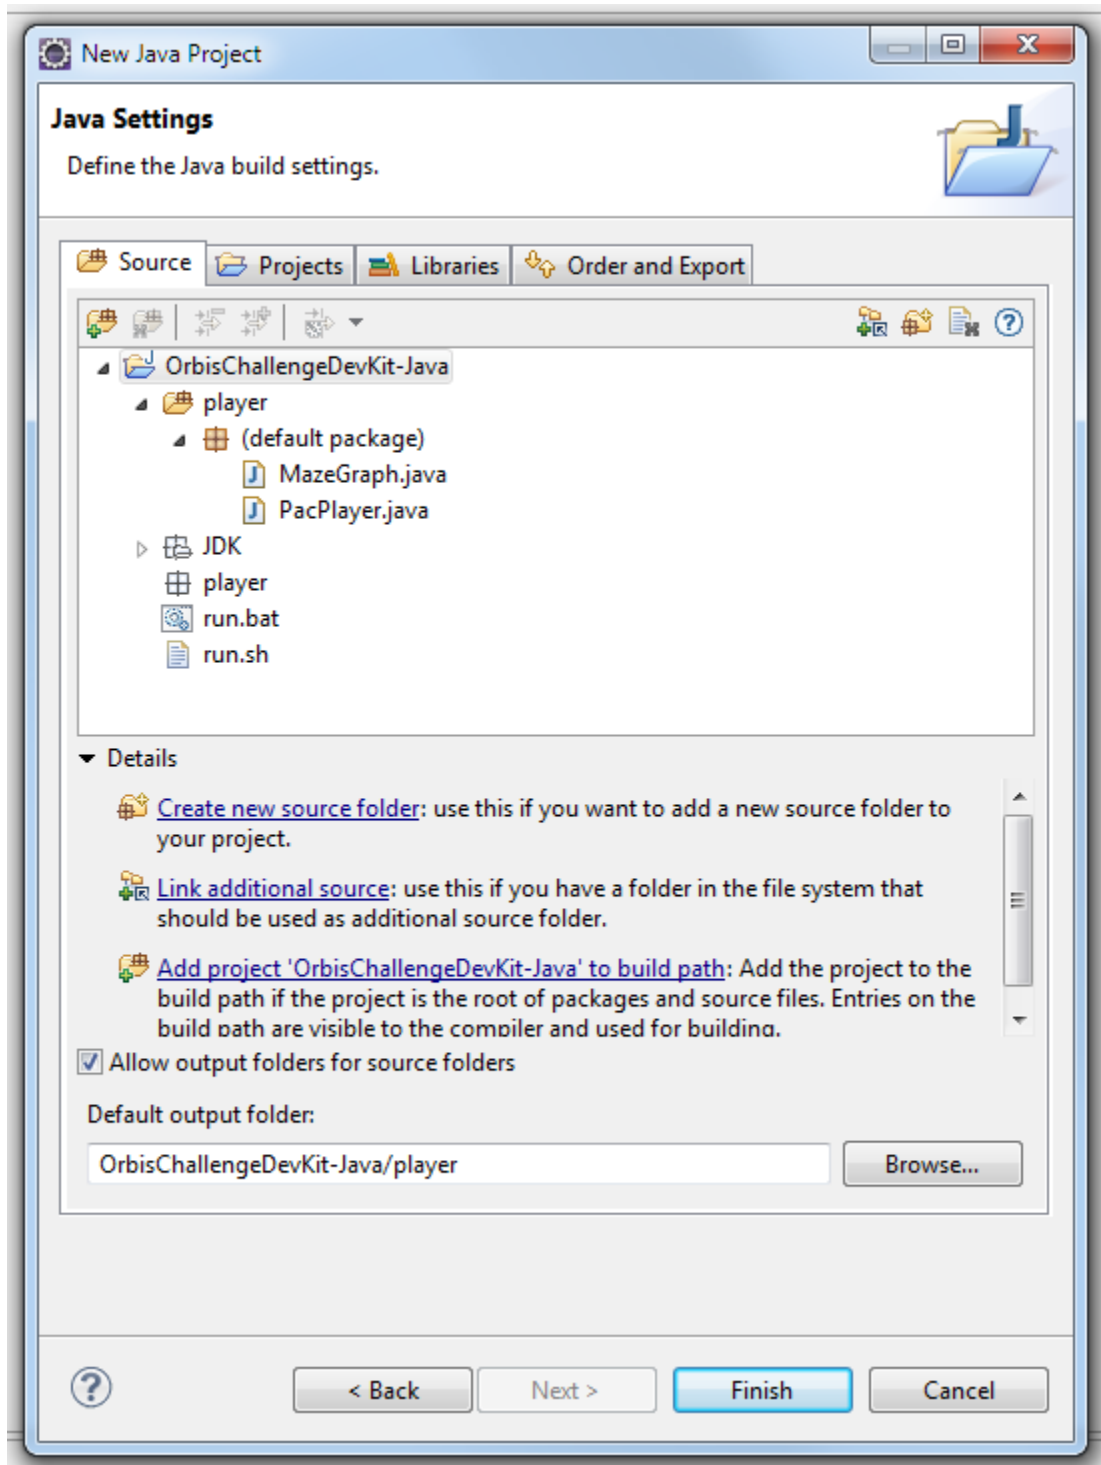 New Java Project
Java Settings
Define the Java build settings.
Source
Projects
Libraries
Order and Export
OrbisChallengeDevKit-Java
player
(default package)
MazeGraph.java
PacPlayer.java
JDK
player
run.bat
run.sh
Details
Create new source folder: use this if you want to add a new source folder to
your project.
Link additional source: use this if you have a folder in the file system that
should be used as additional source folder.
Add project 'OrbisChallengeDevKit-Java' to build path: Add the project to the
build path if the project is the root of packages and source files. Entries on the
build path are visible to the compiler and used for building.
Allow output folders for source folders
Default output folder:
OrbisChallengeDevKit-Java/player
Browse...
< Back
Next >
Finish
Cancel